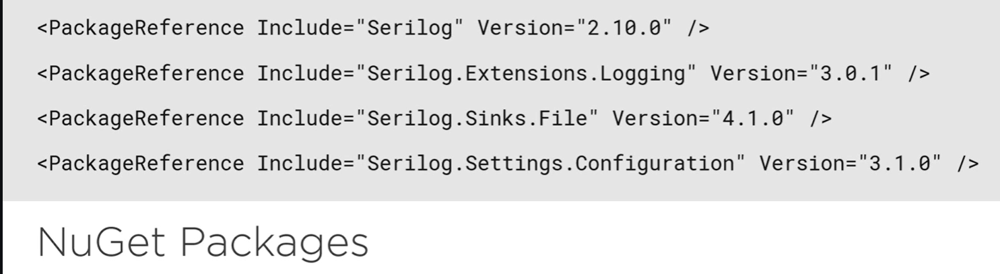 <PackageReference Include="Serilog" Version="2.10.0" />
<PackageReference Include="Serilog.Extensions.Logging" Version="3.0.1" />
<PackageReference Include="Serilog.Sinks.File" Version="4.1.0" />
<PackageReference Include="Serilog.Settings.Configuration" Version="3.1.0" />
NuGet Packages